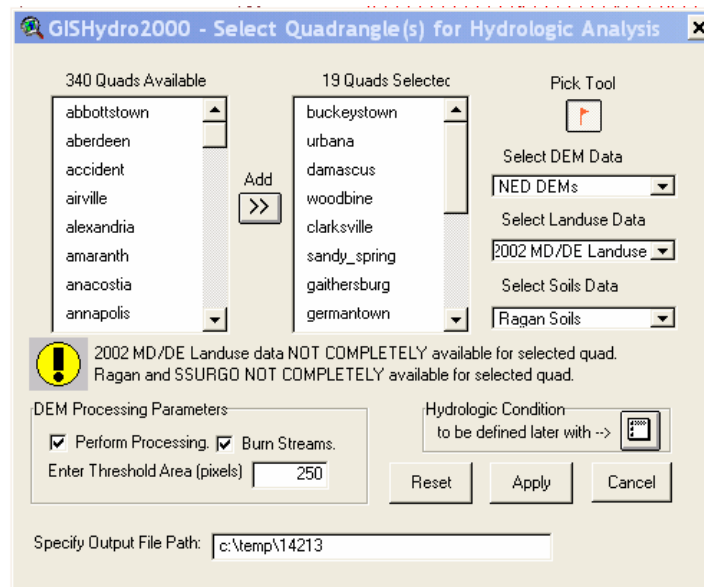 GISHydro2000 - Select Quadrangle(s) for Hydrologic Analysis
340 Quads Available
19 Quads Selected
Pick Tool
abbottstown
aberdeen
accident
airville
alexandria
amaranth
anacostia
annapolis
Add
>>
buckeystown
urbana
damascus
woodbine
clarksville
sandy_spring
gaithersburg
germantown
Select DEM Data
NED DEMs
Select Landuse Data
2002 MD/DE Landuse
Select Soils Data
Ragan Soils
2002 MD/DE Landuse data NOT COMPLETELY available for selected quad.
Ragan and SSURGO NOT COMPLETELY available for selected quad.
DEM Processing Parameters
Perform Processing. Burn Streams.
Enter Threshold Area (pixels) 250
Hydrologic Condition
to be defined later with -->
Reset Apply Cancel
Specify Output File Path: c:\temp\14213